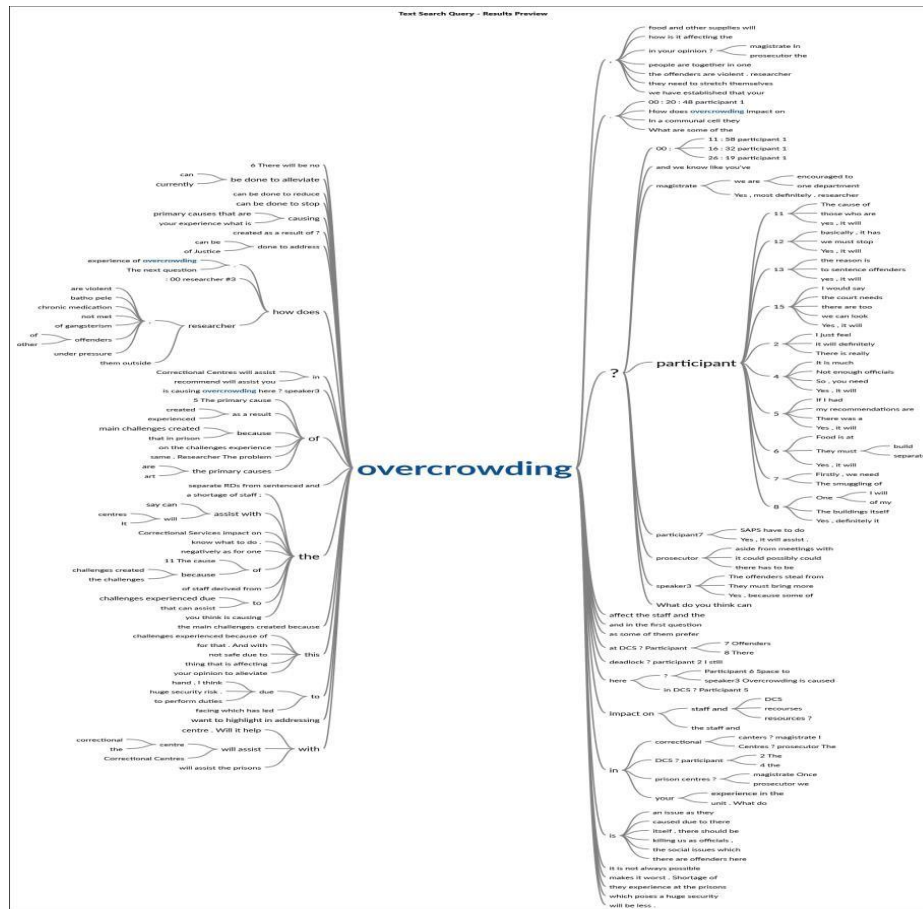 Text Search Query - Results Preview
6 There will be no
can
currently
be done to alleviate
can be done to reduce
can be done to stop
primary causes that are
your experience what is
causing
created as a result of ?
can be
of Justice
done to address
experience of overcrowding
The next question
.
: 00 researcher #3
are violent
batho pele
chronic medication
not met
of gangsterism
of
other
offenders
under pressure
.
them outside
researcher
how does
Correctional Centres will assist
recommend will assist you
in
is causing overcrowding here ? speaker3
5 The primary cause
created
experienced
as a result
main challenges created
that in prison
because
on the challenges experience
same . Researcher The problem
are
art
the primary causes
of
separate RDs from sentenced and
a shortage of staff ;
say can
centres
it
will
assist with
Correctional Services impact on
know what to do .
negatively as for one
11 The cause
of
challenges created
the challenges
because
of staff derived from
challenges experienced due
that can assist
to
you think is causing
the
the main challenges created because
challenges experienced because of
for that . And with
not safe due to
thing that is affecting
your opinion to alleviate
this
hand , I think
huge security risk .
to perform duties
due
facing which has led
to
want to highlight in addressing
centre . Will it help
correctional
the
centre
Correctional Centres
will assist
will assist the prisons
with
overcrowding
food and other supplies will
how is it affecting the
in your opinion ?
magistrate In
prosecutor the
people are together in one
the offenders are violent . researcher
they need to stretch themselves
we have established that your
00 : 20 : 48 participant 1
How does overcrowding impact on
In a communal cell they
What are some of the
?
00 :
11 : 58 participant 1
16 : 32 participant 1
26 : 19 participant 1
and we know like you've
magistrate
we are
encouraged to
one department
Yes , most definitely . researcher
participant
11
The cause of
those who are
yes , it will
12
basically , it has
we must stop
Yes , it will
13
the reason is
to sentence offenders
yes , it will
15
I would say
the court needs
there are too
we can look
Yes , it will
2
I just feel
it will definitely
There is really
4
It is much
Not enough officials
So , you need
Yes , it will
5
If I had
my recommendations are
There was a
Yes , it will
6
Food is at
They must
build
separate
Yes , it will
7
Firstly , we need
The smuggling of
8
One
I will
of my
The buildings itself
Yes , definitely it
participant7
SAPS have to do
Yes , it will assist .
prosecutor
aside from meetings with
it could possibly could
there has to be
speaker3
The offenders steal from
They must bring more
Yes , because some of
What do you think can
affect the staff and the
and in the first question
as some of them prefer
at DCS ? Participant
7 Offenders
8 There
deadlock ? participant 2 I still
here
?
Participant 6 Space to
speaker3 Overcrowding is caused
in DCS ? Participant 5
impact on
staff and
DCS
recourses
resources ?
the staff and
in
correctional
canters ? magistrate I
Centres ? prosecutor The
DCS ? participant
2 The
4 the
prison centres ?
magistrate Once
prosecutor we
your
experience in the
unit . What do
is
an issue as they
caused due to there
itself , there should be
killing us as officials ,
the social issues which
there are offenders here
it is not always possible
makes it worst . Shortage of
they experience at the prisons
which poses a huge security
will be less .